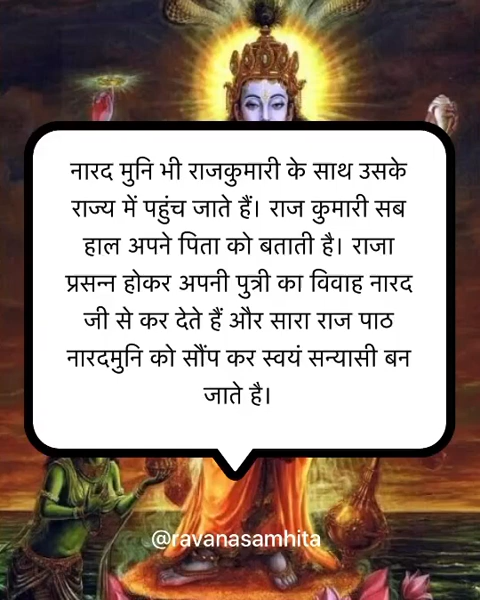 नारद मुनि भी राजकुमारी के साथ उसके
राज्य में पहुंच जाते हैं। राज कुमारी सब
हाल अपने पिता को बताती है। राजा
प्रसन्न होकर अपनी पुत्री का विवाह नारद
जी से कर देते हैं और सारा राज पाठ
नारदमुनि को सौंप कर स्वयं सन्यासी बन
जाते है।
@ravanasamhita